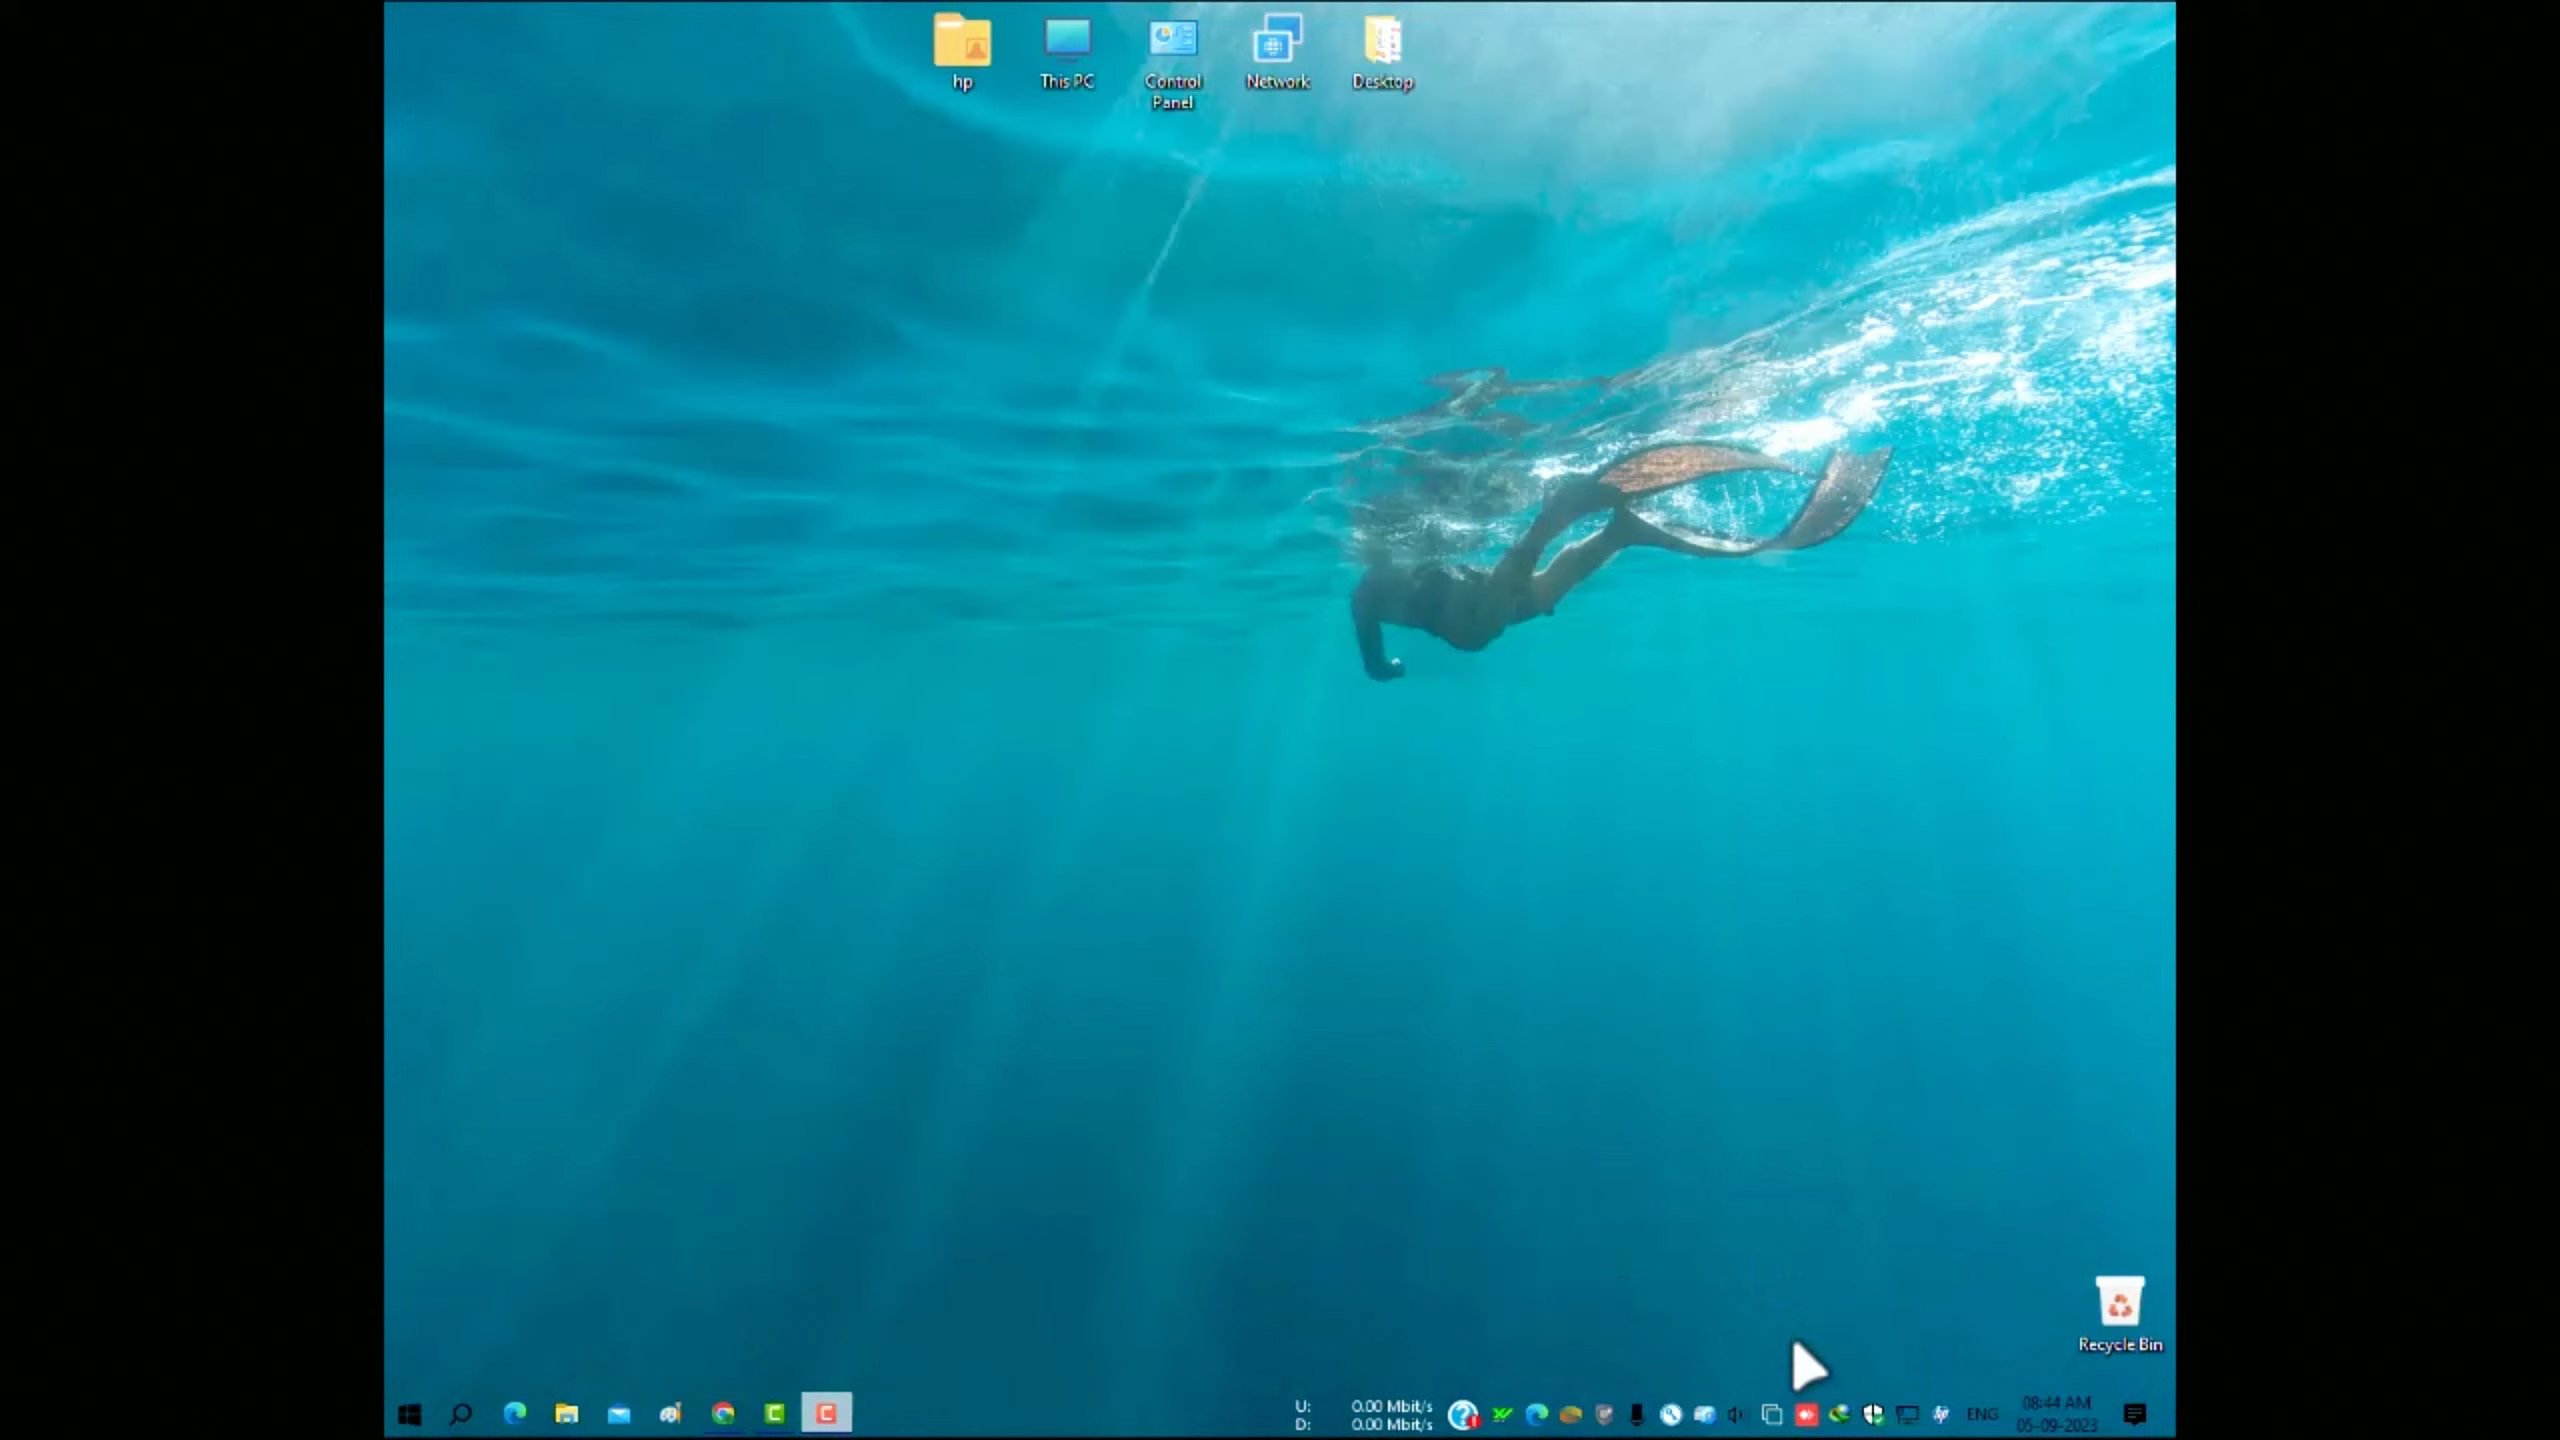 hp
This PC
Control
Panel
Network
Desktop
Recycle Bin
U: 0.00 Mbit/s
D: 0.00 Mbit/s
ENG
08:44 AM
05-09-2023